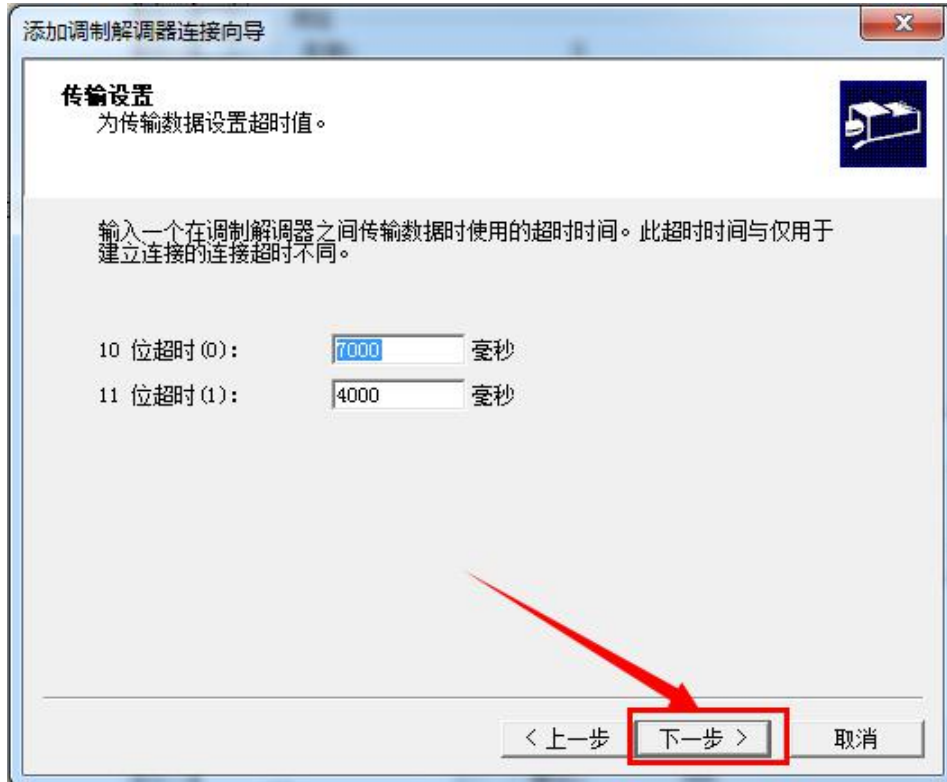 添加调制解调器连接向导
传输设置
为传输数据设置超时值。
输入一个在调制解调器之间传输数据时使用的超时时间。此超时时间与仅用于
建立连接的连接超时不同。
10 位超时(0): 7000 毫秒
11 位超时(1): 4000 毫秒
< 上一步 下一步 > 取消